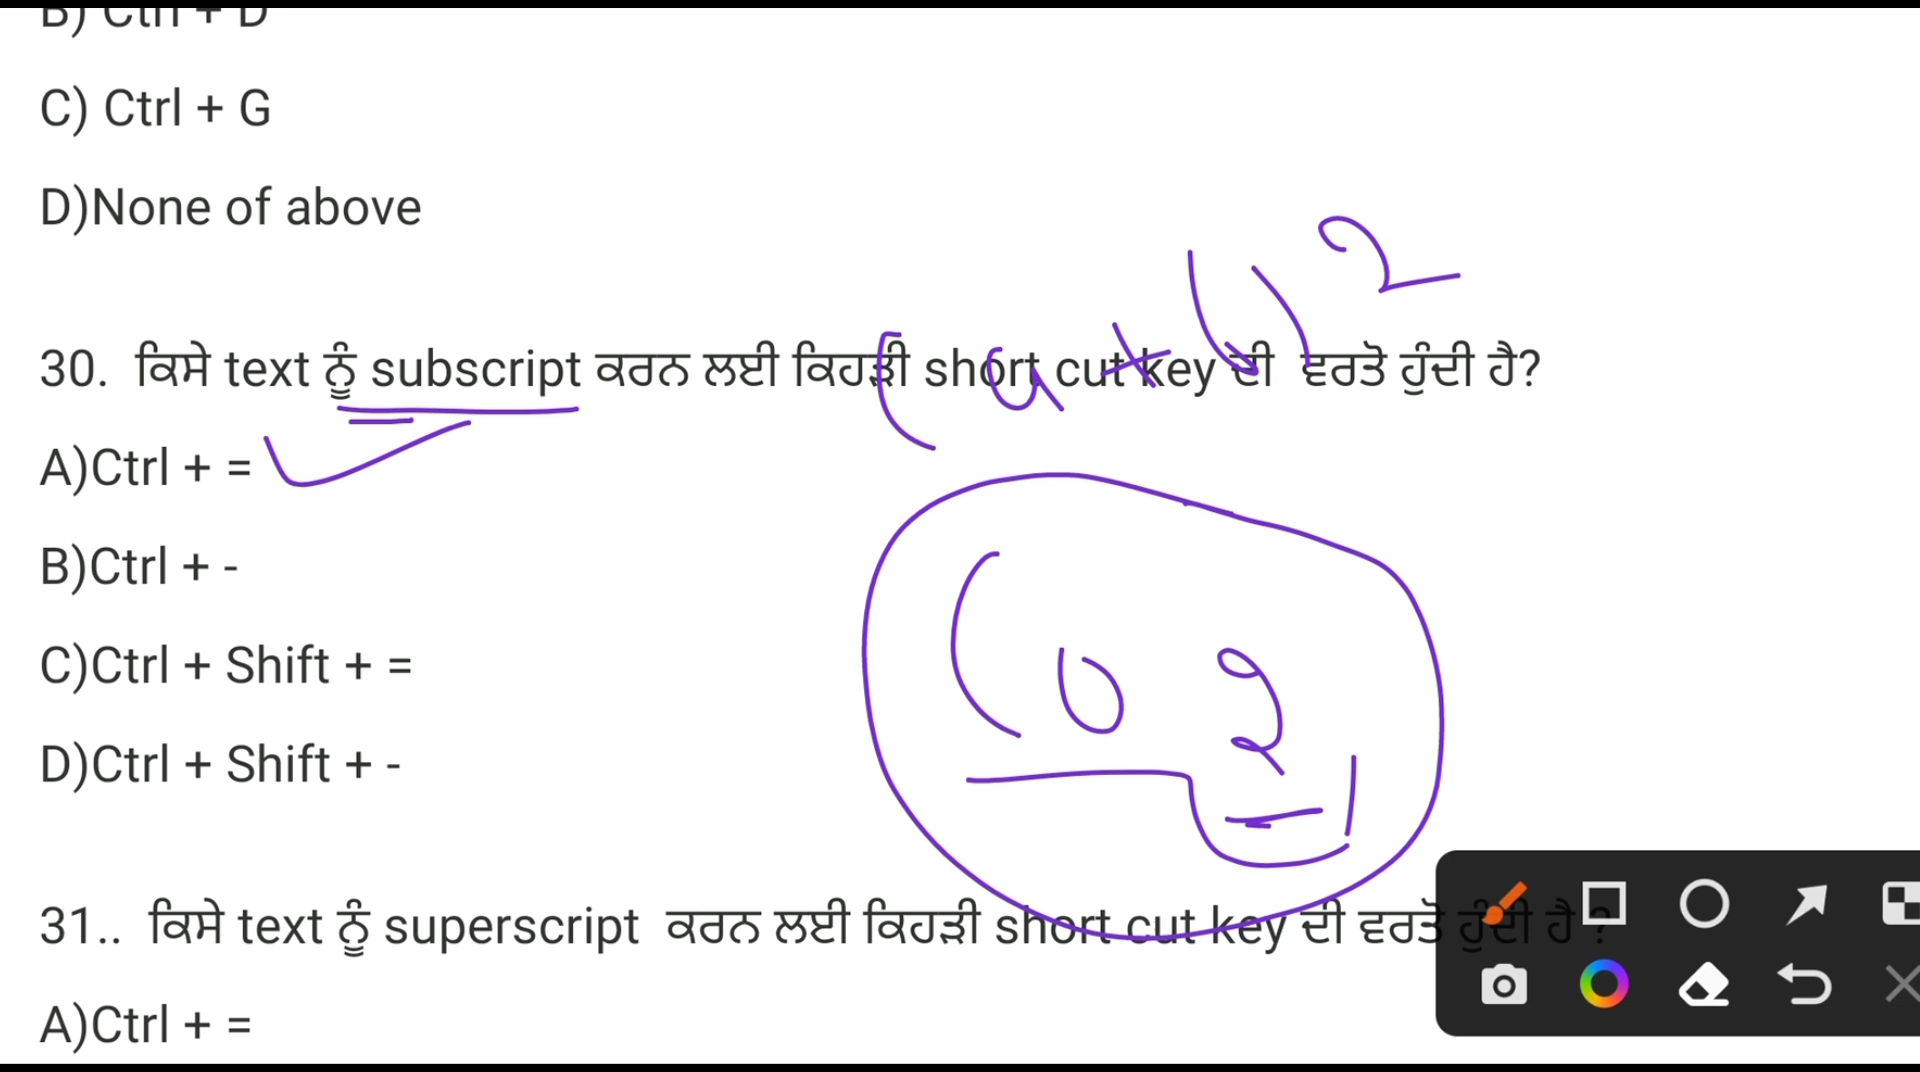 B) Ctrl + D
C) Ctrl + G
D)None of above
30. ਕਿਸੇ text ਨੂੰ subscript ਕਰਨ ਲਈ ਕਿਹੜੀ short cut key ਦੀ ਵਰਤੋ ਹੁੰਦੀ ਹੈ?
A)Ctrl + =
B)Ctrl + -
C)Ctrl + Shift + =
D)Ctrl + Shift + -
31.. ਕਿਸੇ text ਨੂੰ superscript ਕਰਨ ਲਈ ਕਿਹੜੀ short cut key ਦੀ ਵਰਤੋ ਹੁੰਦੀ ਹੈ ?
A)Ctrl + =